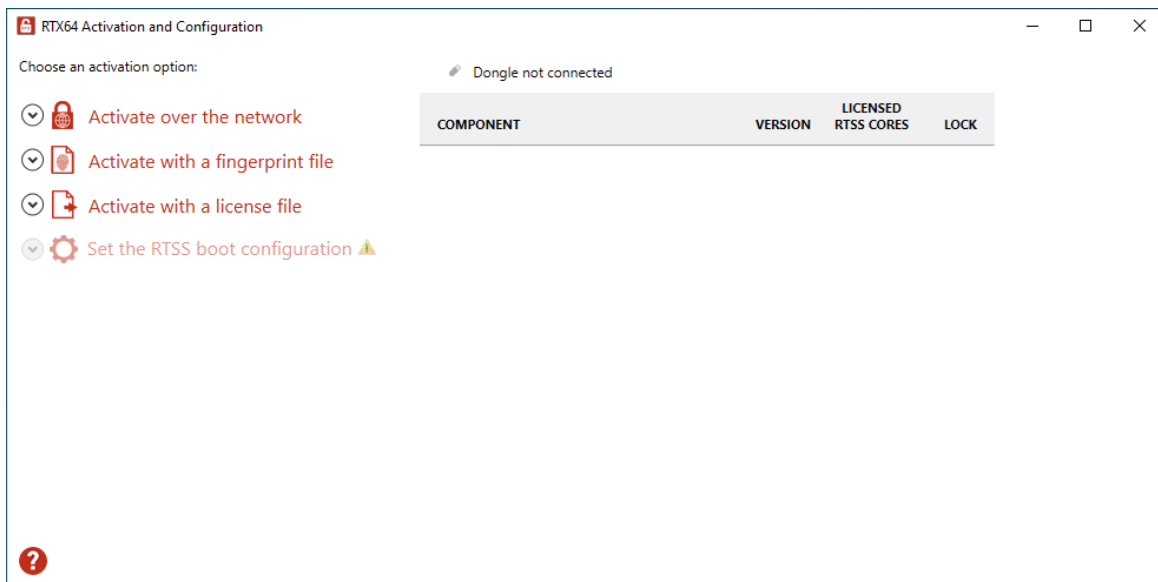 RTX64 Activation and Configuration
Choose an activation option:
Dongle not connected
Activate over the network
Activate with a fingerprint file
Activate with a license file
Set the RTSS boot configuration
COMPONENT
VERSION
LICENSED
RTSS CORES
LOCK
?